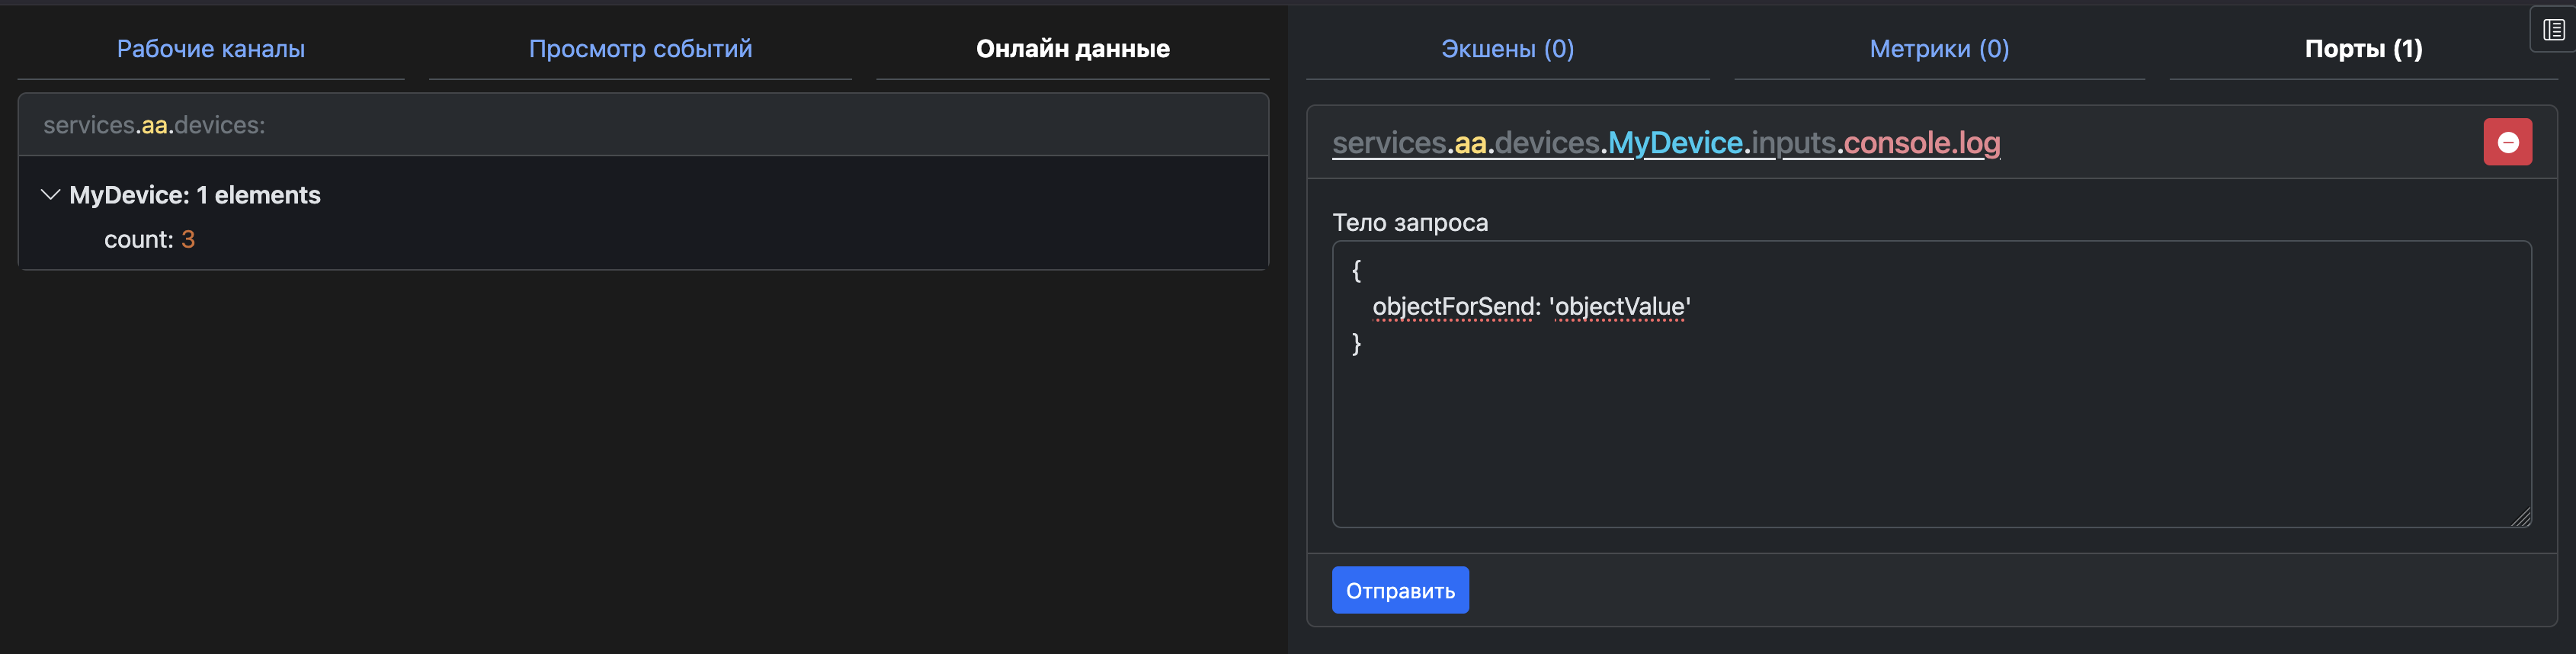 Рабочие каналы
Просмотр событий
Онлайн данные
services.aa.devices:
MyDevice: 1 elements
count: 3
Экшены (0)
Метрики (0)
Порты (1)
services.aa.devices.MyDevice.inputs.console.log
Тело запроса
{
objectForSend: 'objectValue'
}
Отправить